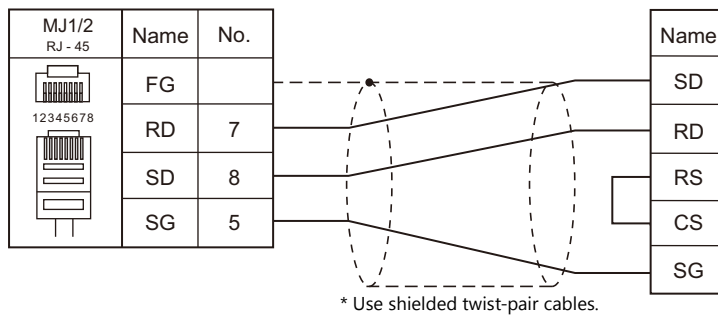 MJ1/2
RJ - 45
Name No.
12345678
FG
RD 7
SD 8
SG 5
Name
SD
RD
RS
CS
SG
* Use shielded twist-pair cables.